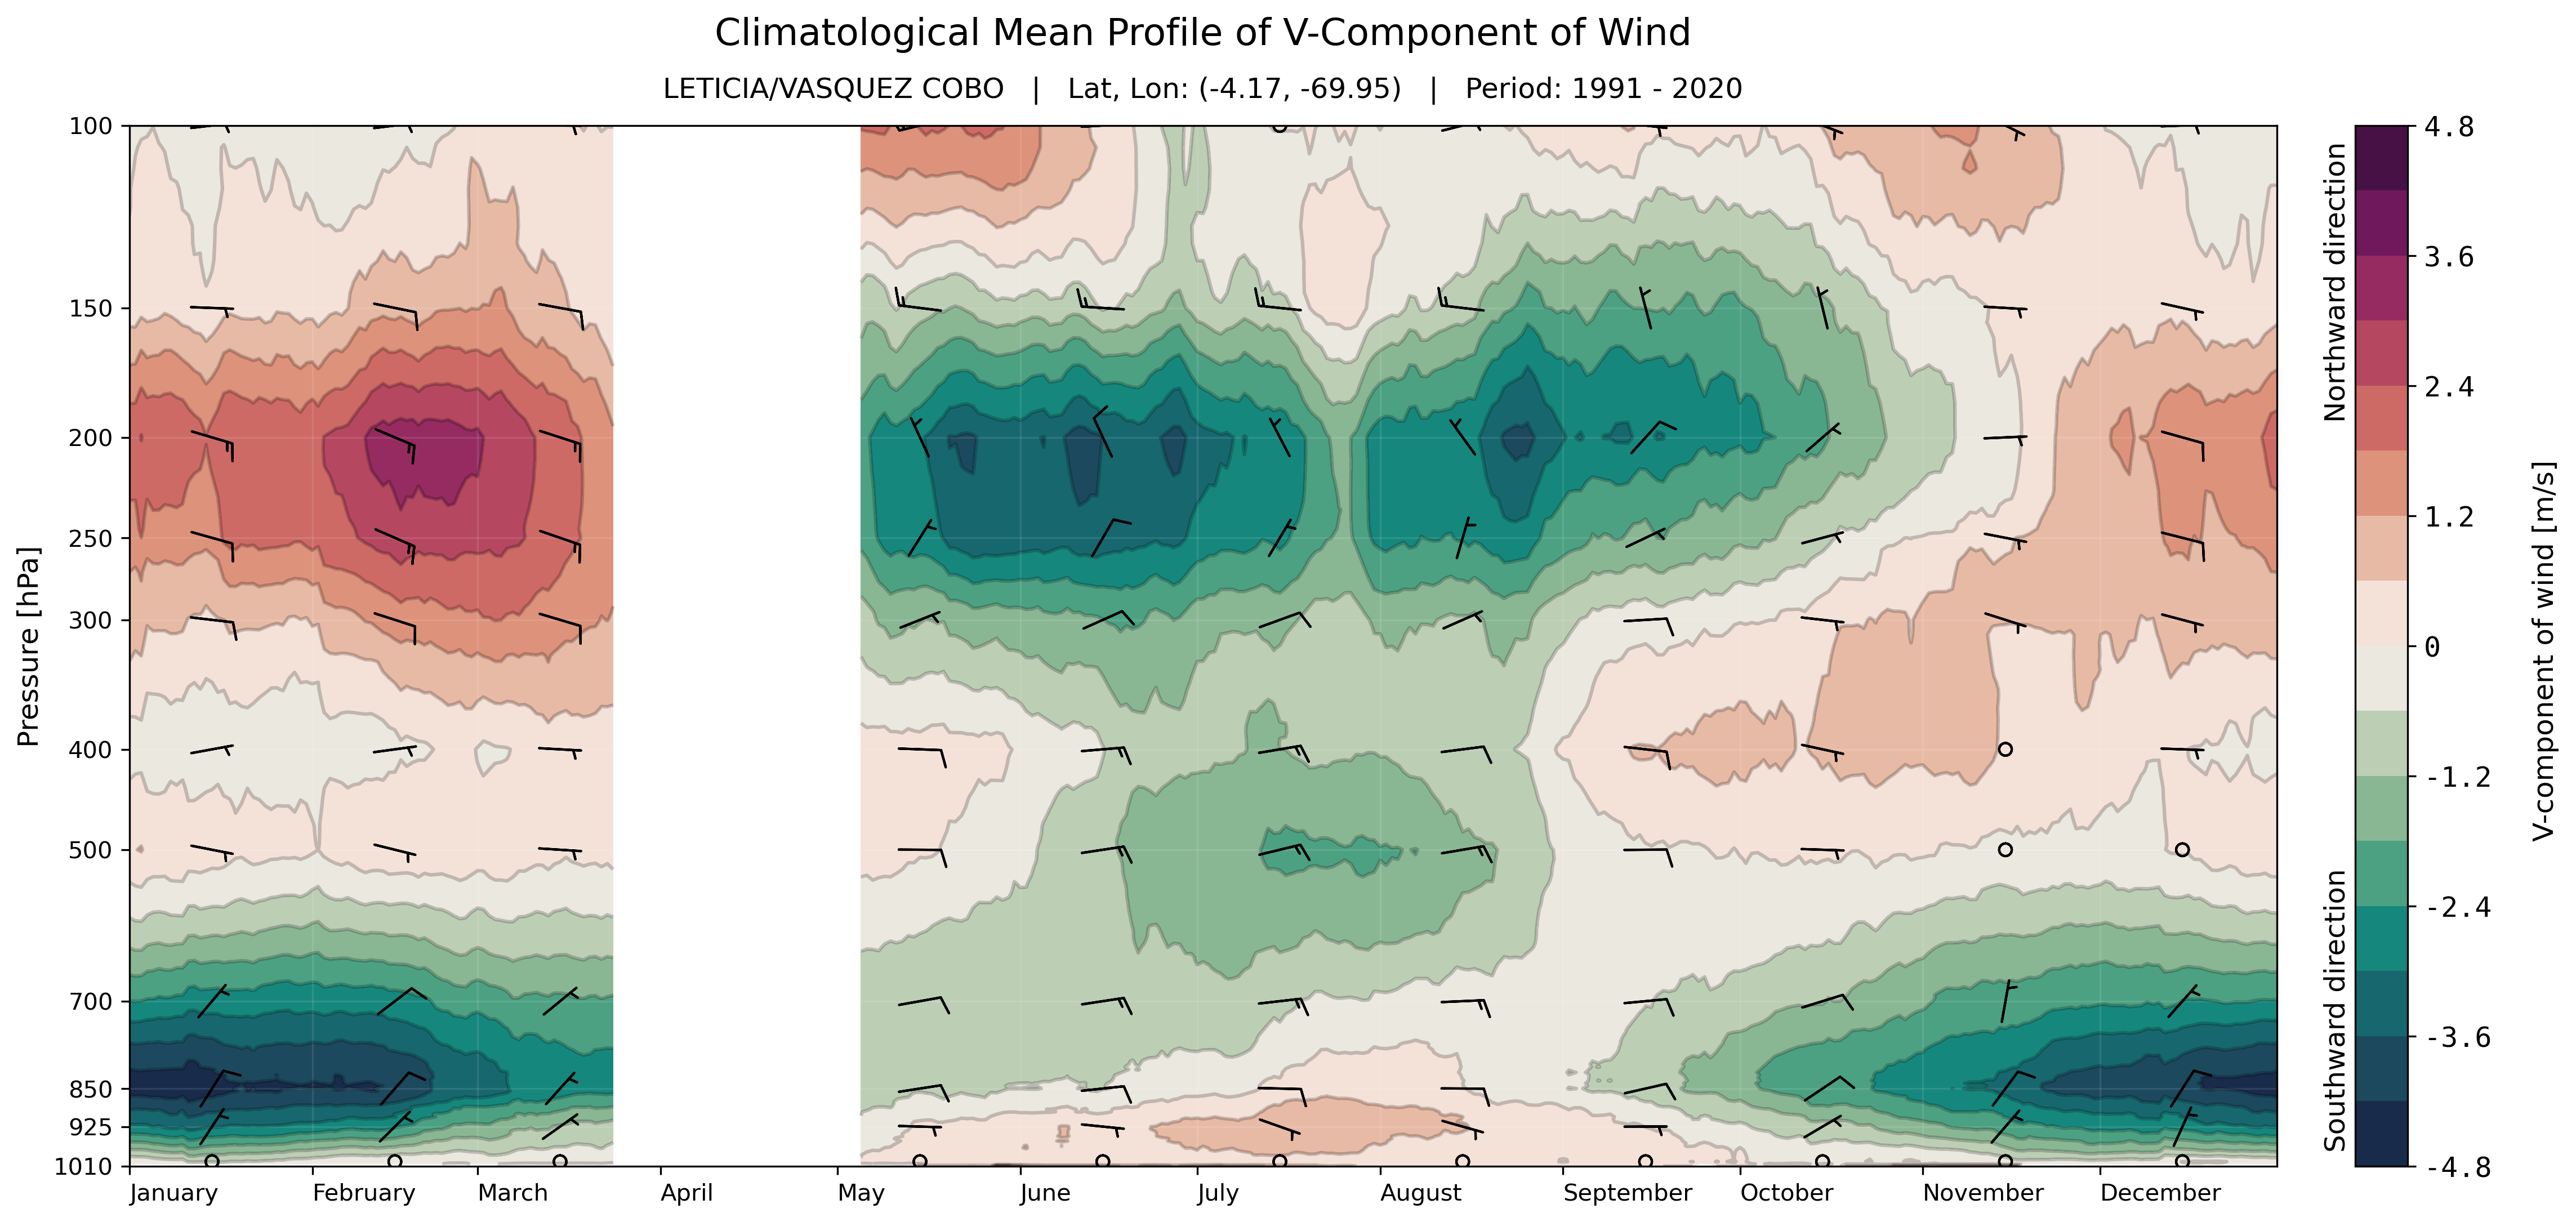 Climatological Mean Profile of V-Component of Wind
LETICIA/VASQUEZ COBO | Lat, Lon: (-4.17, -69.95) | Period: 1991 - 2020
Pressure [hPa]
100
150
200
250
300
400
500
700
850
925
1010
January
February
March
April
May
June
July
August
September
October
November
December
Northward direction
Southward direction
4.8
3.6
2.4
1.2
0
-1.2
-2.4
-3.6
-4.8
V-component of wind [m/s]